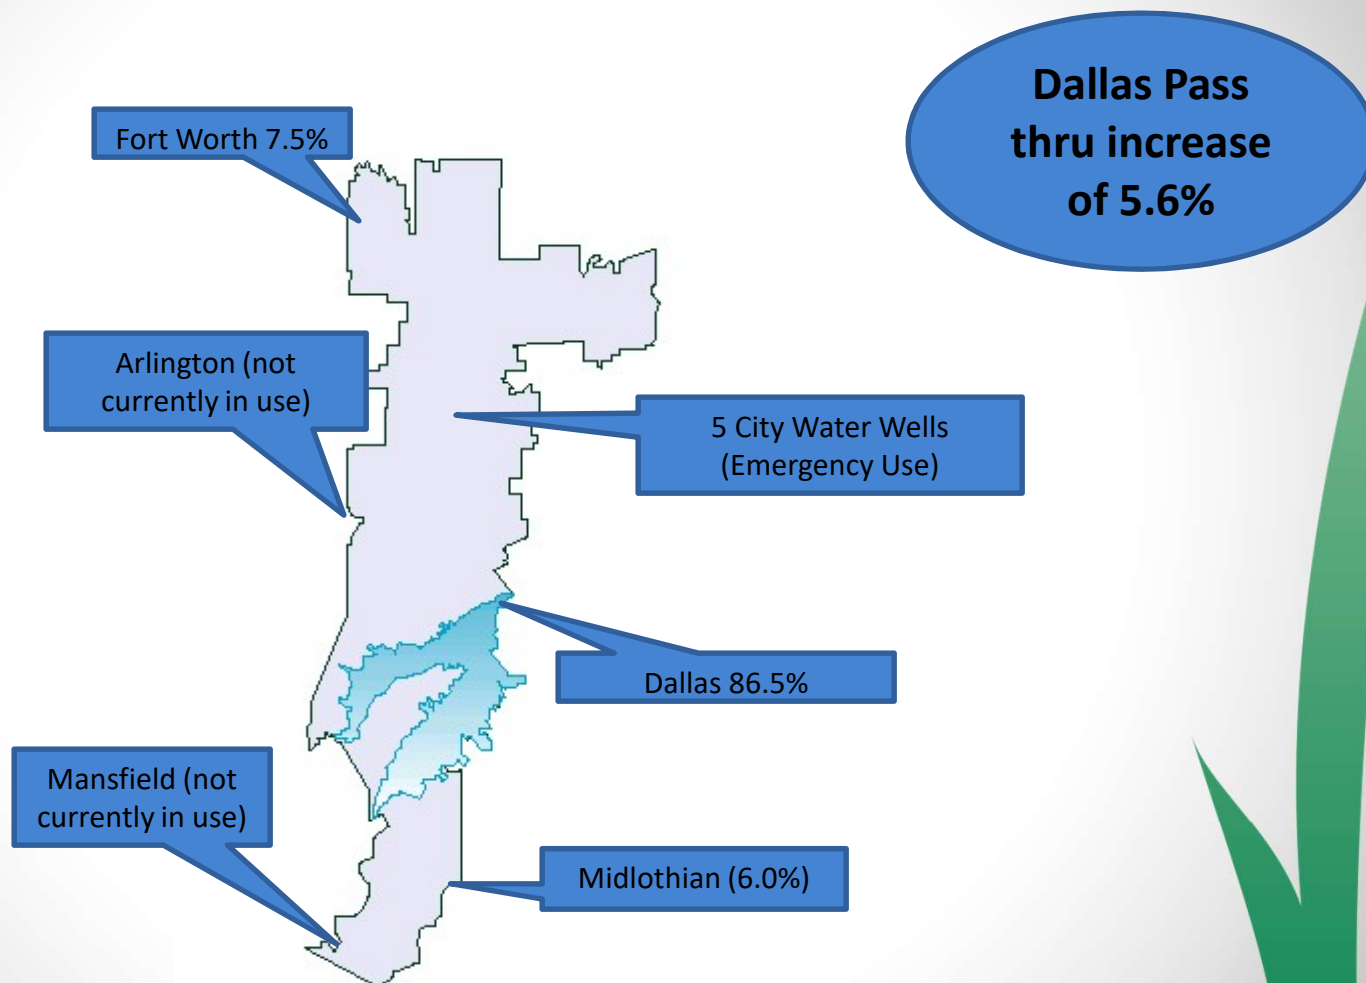 Dallas Pass
thru increase
of 5.6%
Fort Worth 7.5%
Arlington (not
currently in use)
5 City Water Wells
(Emergency Use)
Dallas 86.5%
Mansfield (not
currently in use)
Midlothian (6.0%)